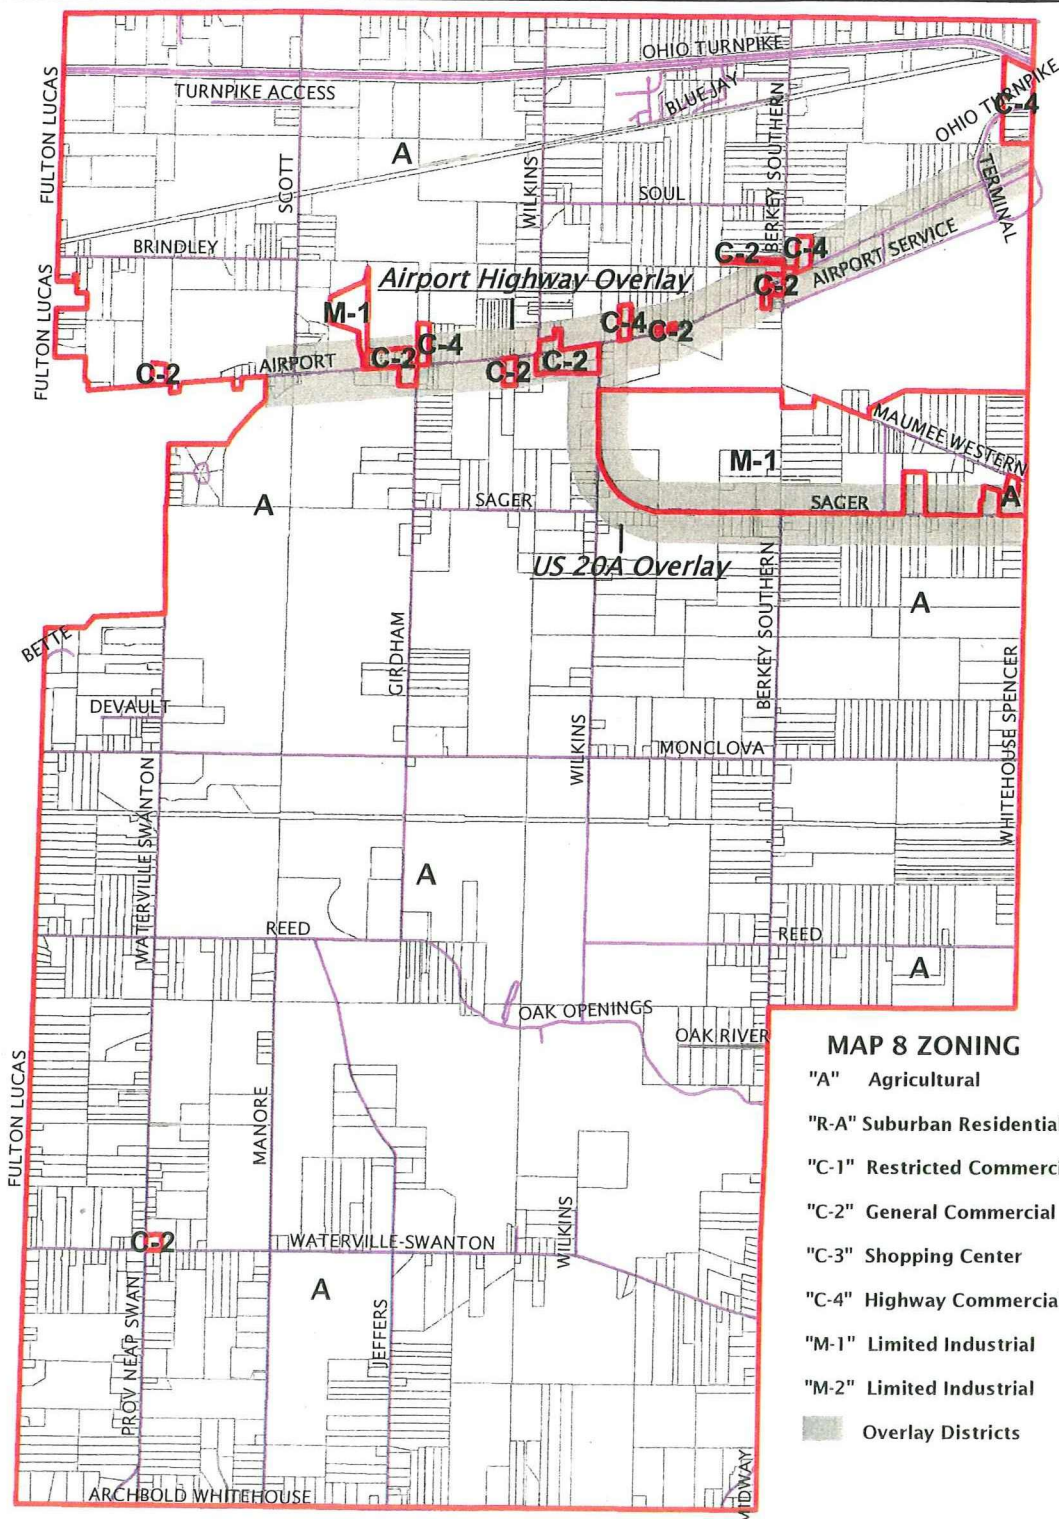 OHIO TURNPIKE
TURNPIKE ACCESS
BLUE JAY
OHIO TURNPIKE
C-4
FULTON LUCAS
A
SCOTT
WILKINS
SOUL
BERKEY SOUTHERN
TERMINAL
BRINDLEY
C-2
C-4
AIRPORT SERVICE
Airport Highway Overlay
C-2
FULTON LUCAS
M-1
C-4
C-4
C-2
AIRPORT
C-2
C-2
C-2
C-2
MAUMEE WESTERN
M-1
A
SAGER
SAGER
A
US 20A Overlay
A
BERKEY SOUTHERN
BETTE
GIRDHAM
WHITEHOUSE SPENCER
DEVAULT
MONCLOVA
WILKINS
WATERVILLE SWANTON
A
REED
REED
A
OAK OPENINGS
OAK RIVER
FULTON LUCAS
MANORE
C-2
WATERVILLE-SWANTON
WILKINS
A
PROV NEAP SWAN
JEFFERS
ARCHBOLD WHITEHOUSE
MIDWAY
MAP 8 ZONING
"A" Agricultural
"R-A" Suburban Residential
"C-1" Restricted Commerci
"C-2" General Commercial
"C-3" Shopping Center
"C-4" Highway Commercia
"M-1" Limited Industrial
"M-2" Limited Industrial
Overlay Districts